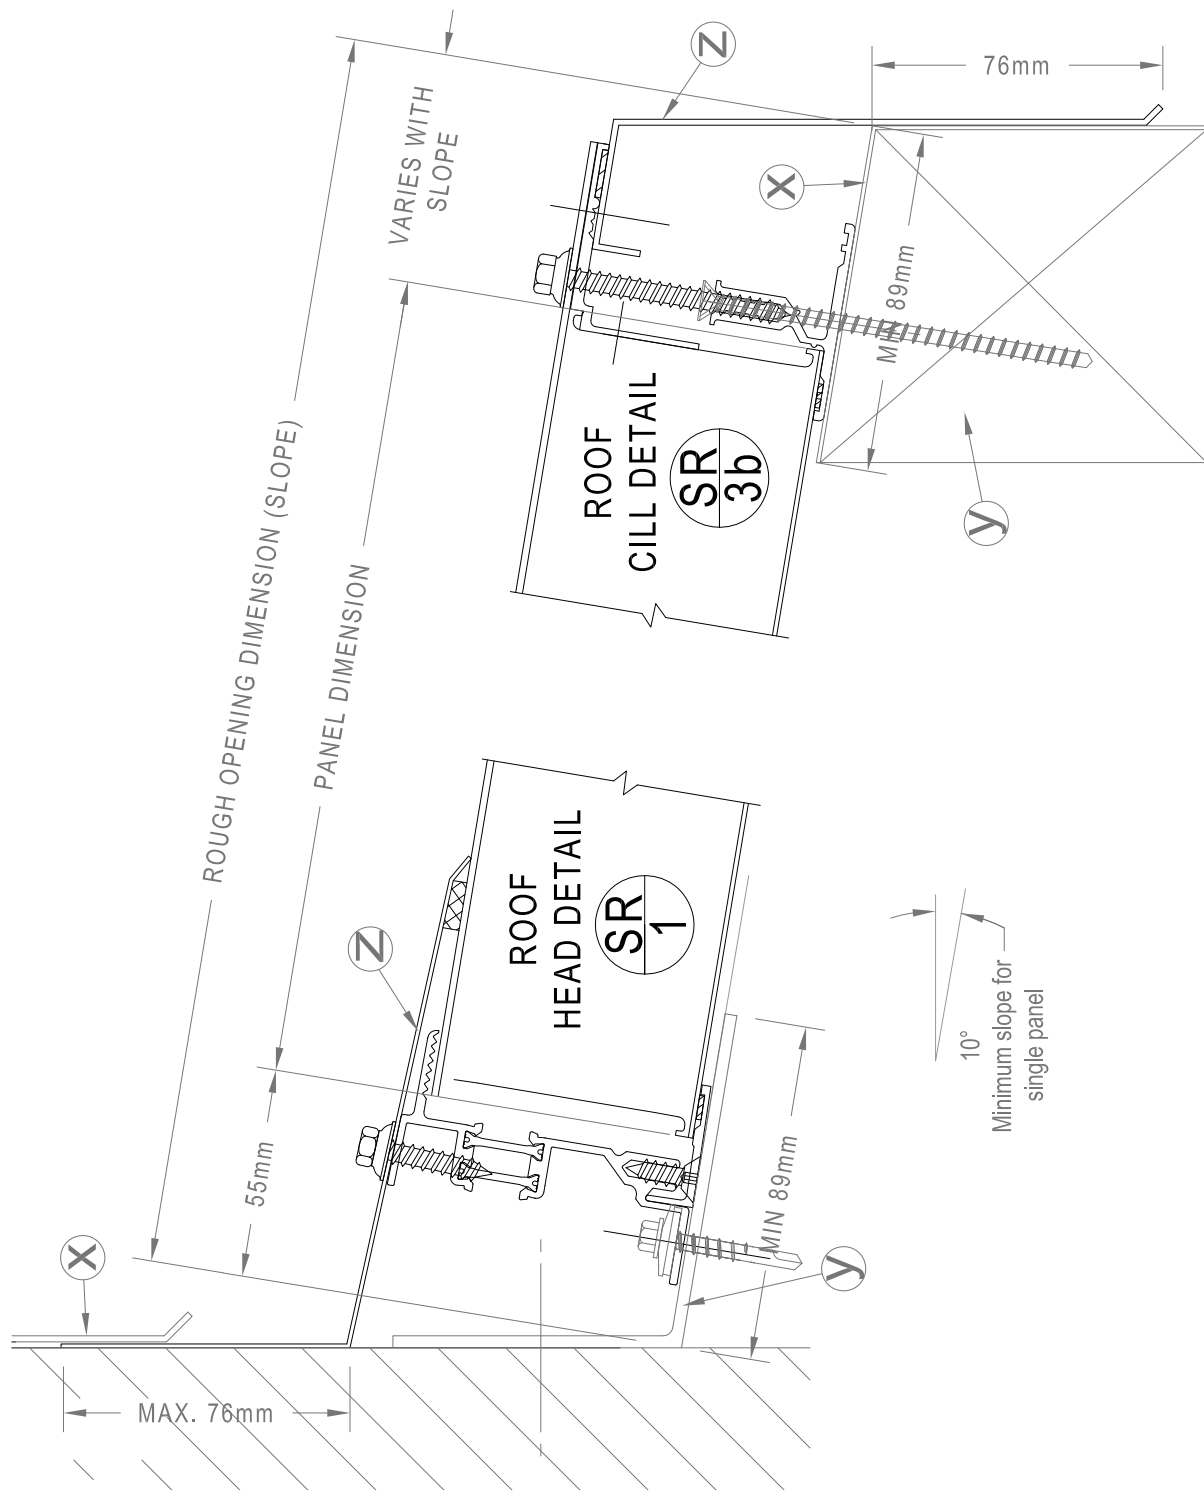 Z
76mm
VARIES WITH
SLOPE
X
MIN 89mm
ROUGH OPENING DIMENSION (SLOPE)
PANEL DIMENSION
ROOF
CILL DETAIL
SR
3b
y
ROOF
HEAD DETAIL
SR
1
Z
10°
Minimum slope for
single panel
55mm
MIN 89mm
X
y
MAX. 76mm